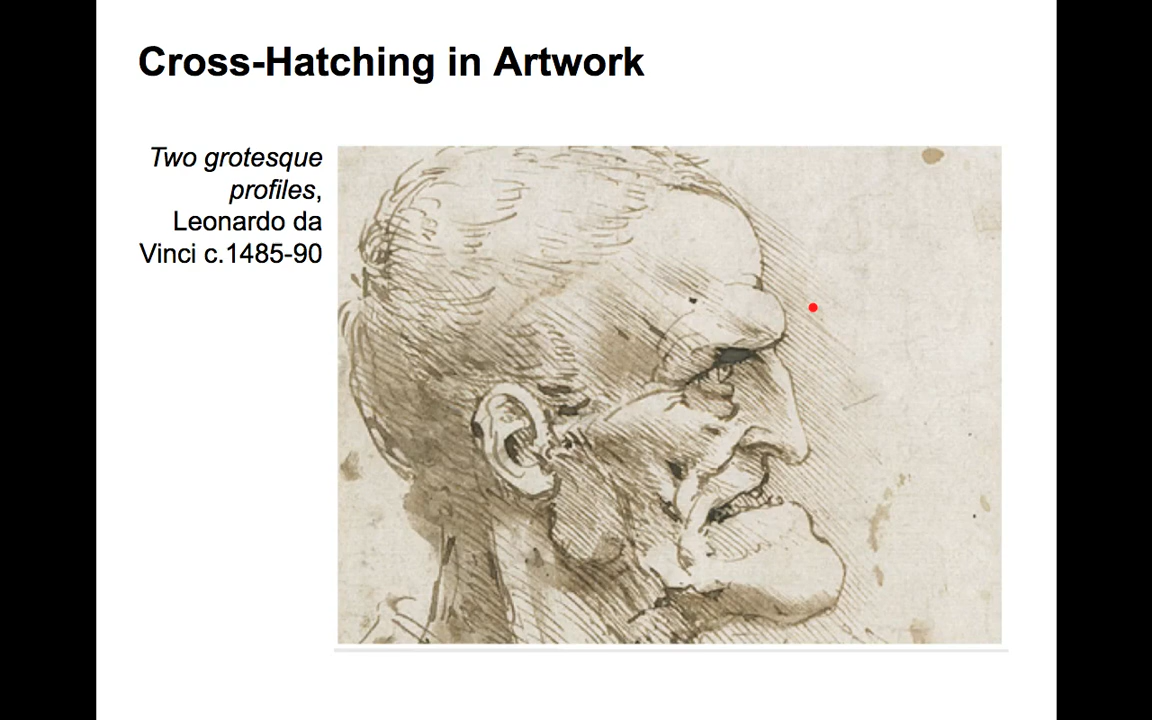 Cross-Hatching in Artwork
Two grotesque
profiles,
Leonardo da
Vinci c.1485-90